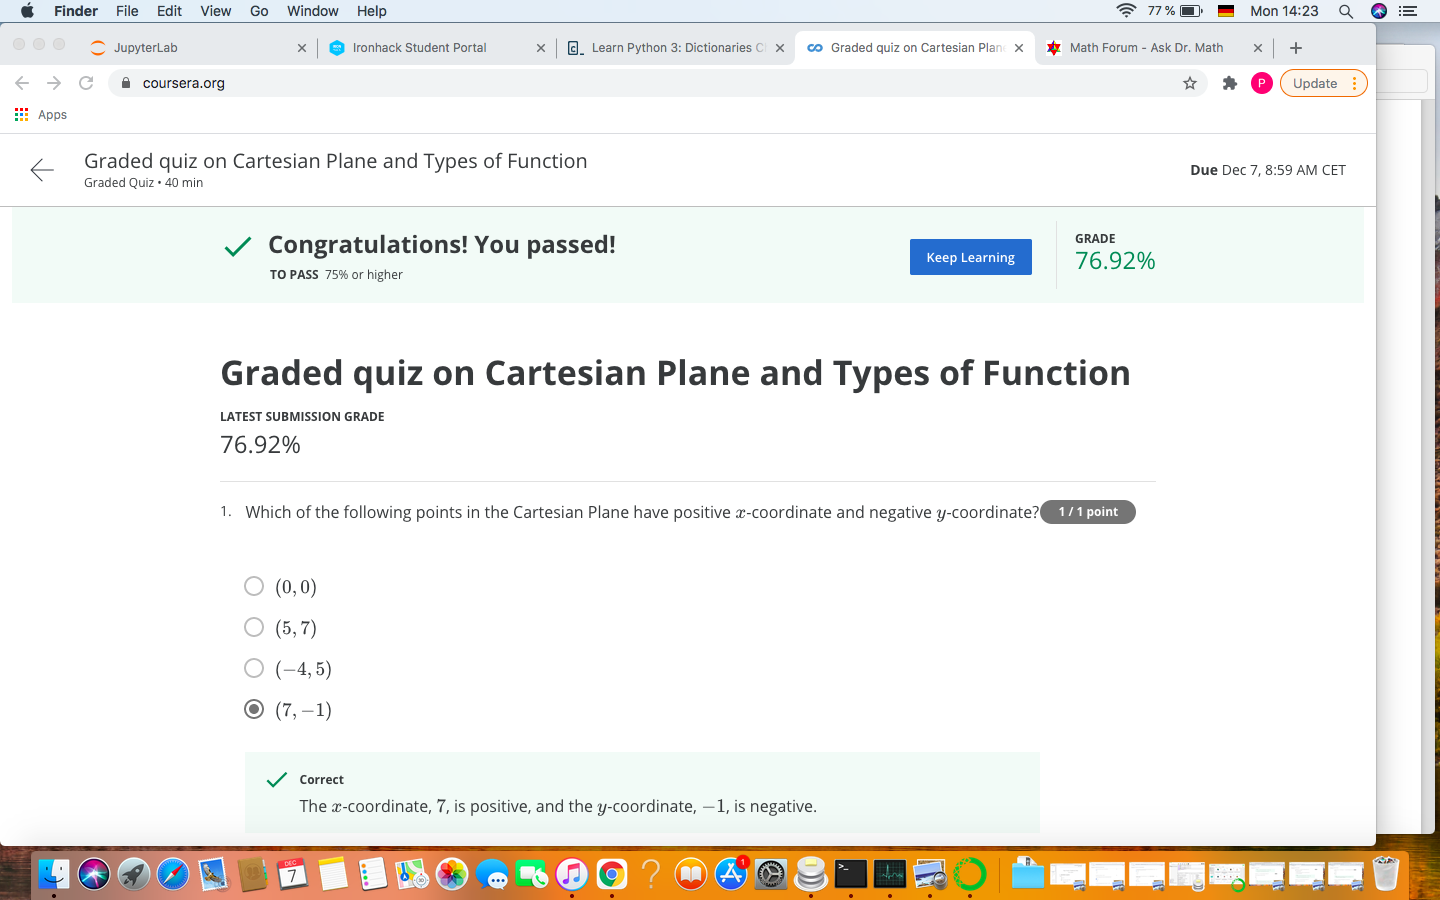 Finder File Edit View Go Window Help 77 % Mon 14:23
JupyterLab Ironhack Student Portal Learn Python 3: Dictionaries C Graded quiz on Cartesian Plan Math Forum - Ask Dr. Math
coursera.org P Update
Apps
Graded quiz on Cartesian Plane and Types of Function
Graded Quiz • 40 min
Due Dec 7, 8:59 AM CET
Congratulations! You passed!
TO PASS 75% or higher
Keep Learning
GRADE
76.92%
Graded quiz on Cartesian Plane and Types of Function
LATEST SUBMISSION GRADE
76.92%
1. Which of the following points in the Cartesian Plane have positive x-coordinate and negative y-coordinate? 1 / 1 point
(0, 0)
(5, 7)
(−4, 5)
(7, −1)
Correct
The x-coordinate, 7, is positive, and the y-coordinate, −1, is negative.
DEC
7
1